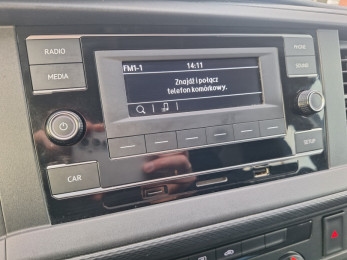 RADIO
MEDIA
FM1-1
14:11
Znajdź i połącz
telefon komórkowy.
PHONE
SOUND
CAR
SETUP